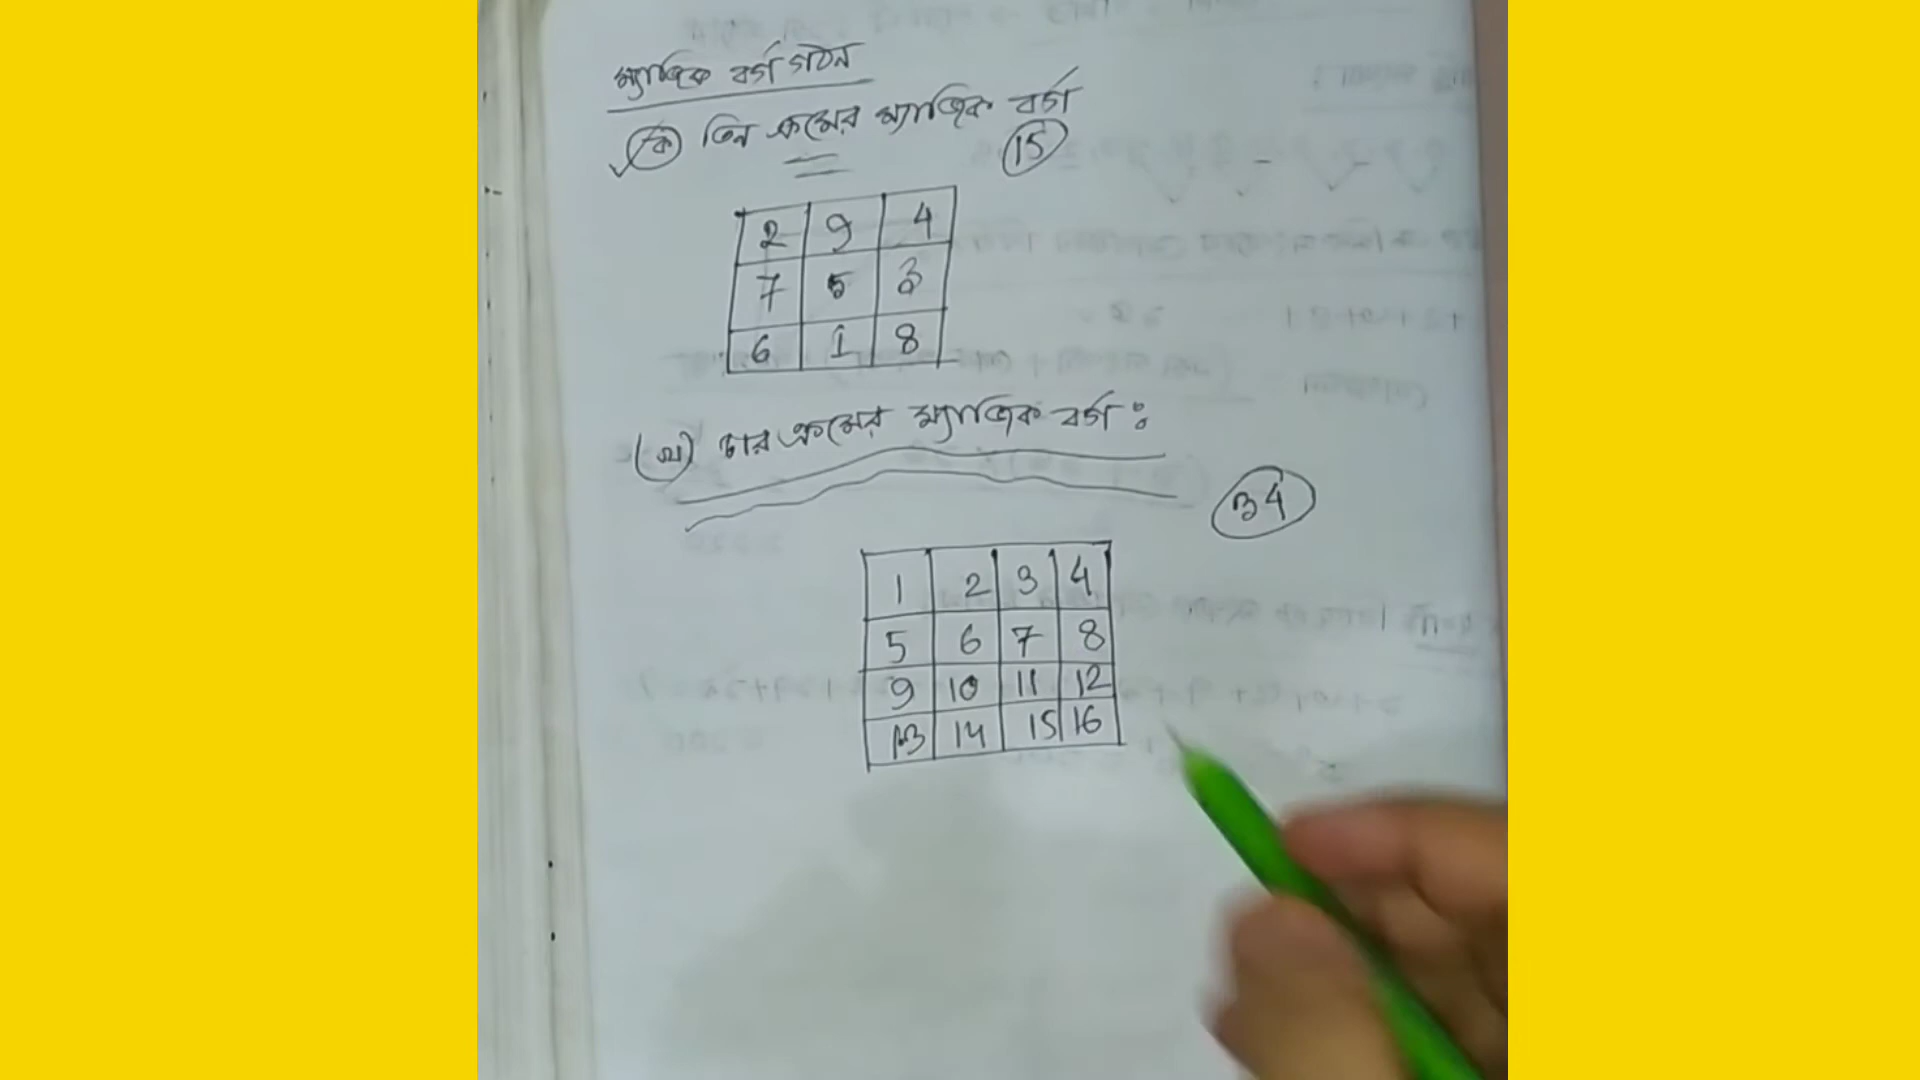 ম্যাজিক বর্গ গঠন
(ক) তিন ক্রমের ম্যাজিক বর্গ
15
2 9 4
7 5 3
6 1 8
(খ) চার ক্রমের ম্যাজিক বর্গ :
34
1 2 3 4
5 6 7 8
9 10 11 12
13 14 15 16